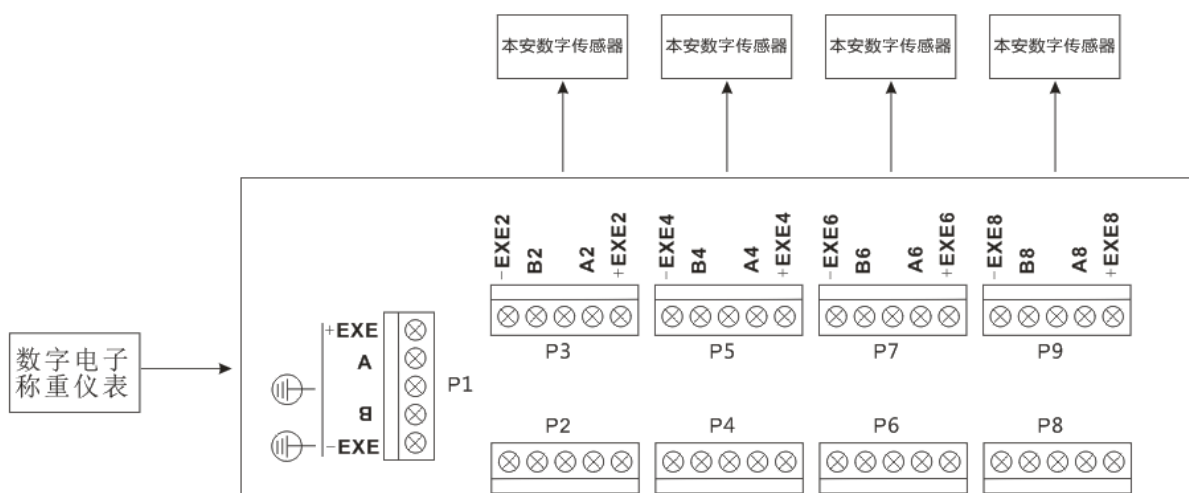 本安数字传感器 本安数字传感器 本安数字传感器 本安数字传感器
-EXE2 B2 A2 +EXE2 -EXE4 B4 A4 +EXE4 -EXE6 B6 A6 +EXE6 -EXE8 B8 A8 +EXE8
P3 P5 P7 P9
数字电子
称重仪表
+EXE
A
B
-EXE
P1
P2 P4 P6 P8